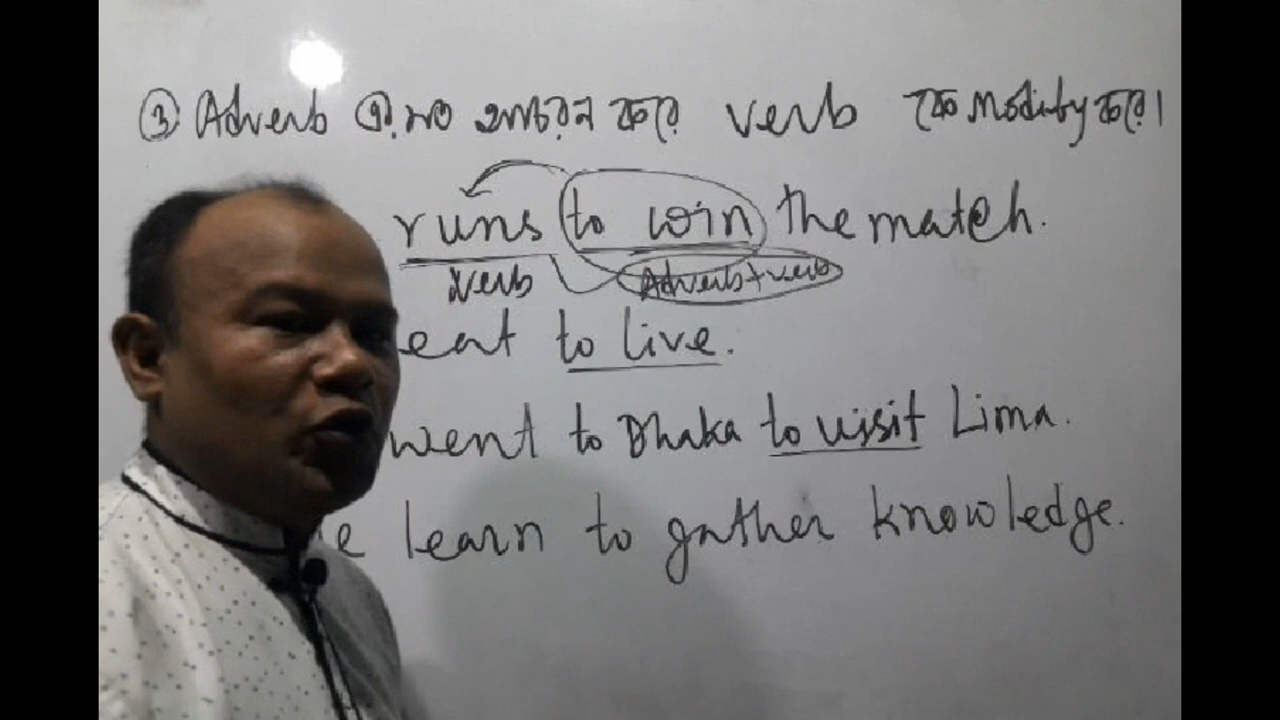 ③ Adverb এর মত আচরন করে verb কে modify করে।
runs to win the match.
verb Adverb+verb
eat to live.
went to Dhaka to visit Lima.
e learn to gather knowledge.